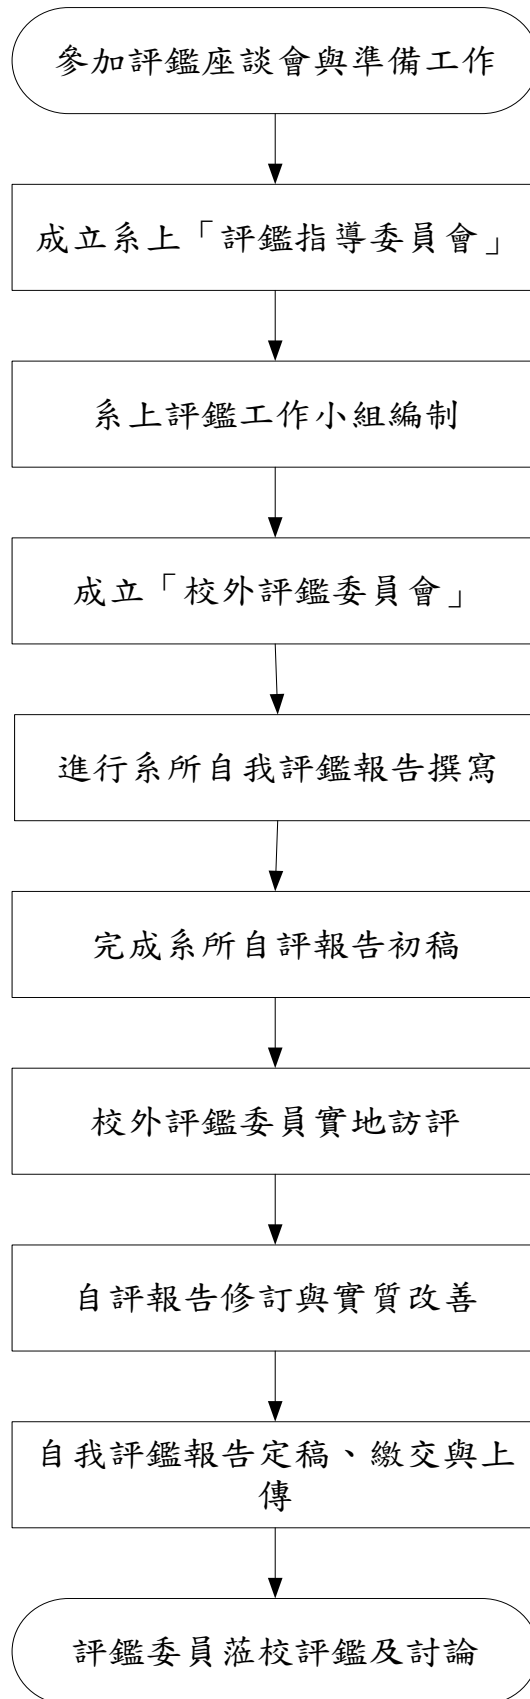 參加評鑑座談會與準備工作
成立系上「評鑑指導委員會」
系上評鑑工作小組編制
成立「校外評鑑委員會」
進行系所自我評鑑報告撰寫
完成系所自評報告初稿
校外評鑑委員實地訪評
自評報告修訂與實質改善
自我評鑑報告定稿、繳交與上
傳
評鑑委員蒞校評鑑及討論